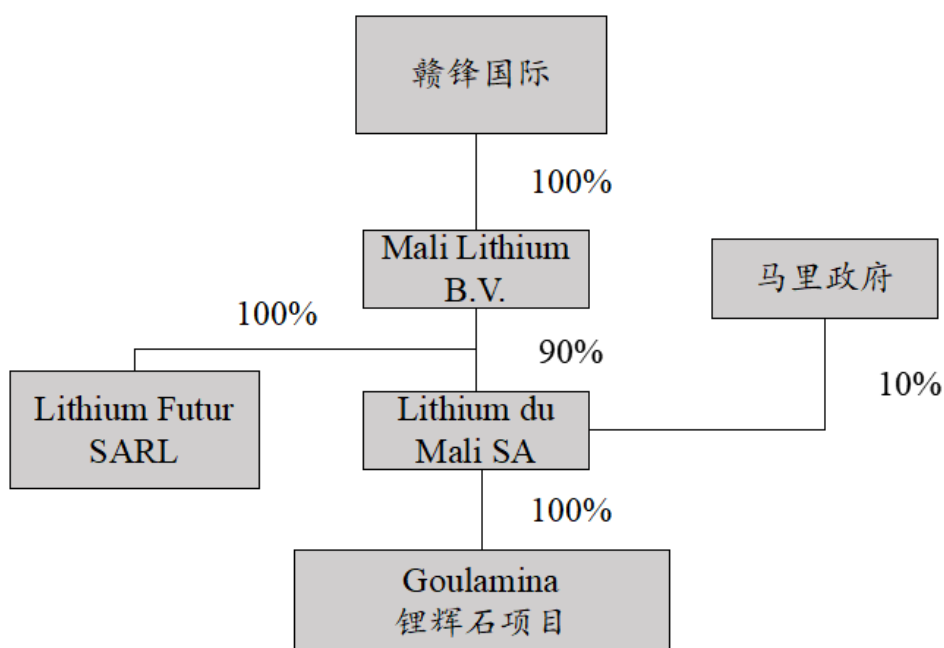 赣锋国际
100%
Mali Lithium
B.V.
马里政府
100%
90%
10%
Lithium Futur
SARL
Lithium du
Mali SA
100%
Goulamina
锂辉石项目